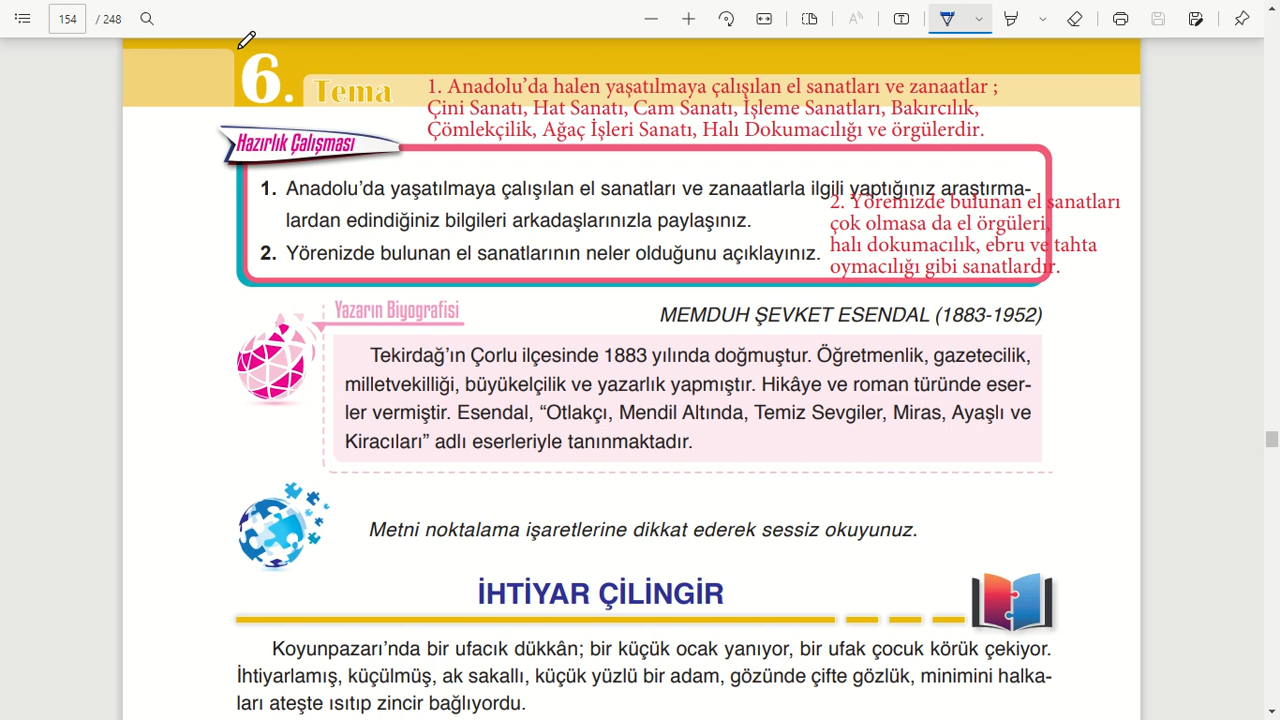 154 / 248
6. Tema
1. Anadolu’da halen yaşatılmaya çalışılan el sanatları ve zanaatlar ;
Çini Sanatı, Hat Sanatı, Cam Sanatı, İşleme Sanatları, Bakırcılık,
Çömlekçilik, Ağaç İşleri Sanatı, Halı Dokumacılığı ve örgülerdir.
Hazırlık Çalışması
1. Anadolu’da yaşatılmaya çalışılan el sanatları ve zanaatlarla ilgili yaptığınız araştırma-
lardan edindiğiniz bilgileri arkadaşlarınızla paylaşınız.
2. Yörenizde bulunan el sanatlarının neler olduğunu açıklayınız.
2. Yöremizde bulunan el sanatları
çok olmasa da el örgüleri,
halı dokumacılık, ebru ve tahta
oymacılığı gibi sanatlardır.
Yazarın Biyografisi
MEMDUH ŞEVKET ESENDAL (1883-1952)
Tekirdağ’ın Çorlu ilçesinde 1883 yılında doğmuştur. Öğretmenlik, gazetecilik,
milletvekilliği, büyükelçilik ve yazarlık yapmıştır. Hikâye ve roman türünde eser-
ler vermiştir. Esendal, “Otlakçı, Mendil Altında, Temiz Sevgiler, Miras, Ayaşlı ve
Kiracıları” adlı eserleriyle tanınmaktadır.
Metni noktalama işaretlerine dikkat ederek sessiz okuyunuz.
İHTİYAR ÇİLİNGİR
Koyunpazarı’nda bir ufacık dükkân; bir küçük ocak yanıyor, bir ufak çocuk körük çekiyor.
İhtiyarlamış, küçülmüş, ak sakallı, küçük yüzlü bir adam, gözünde çifte gözlük, minimini halka-
ları ateşte ısıtıp zincir bağlıyordu.